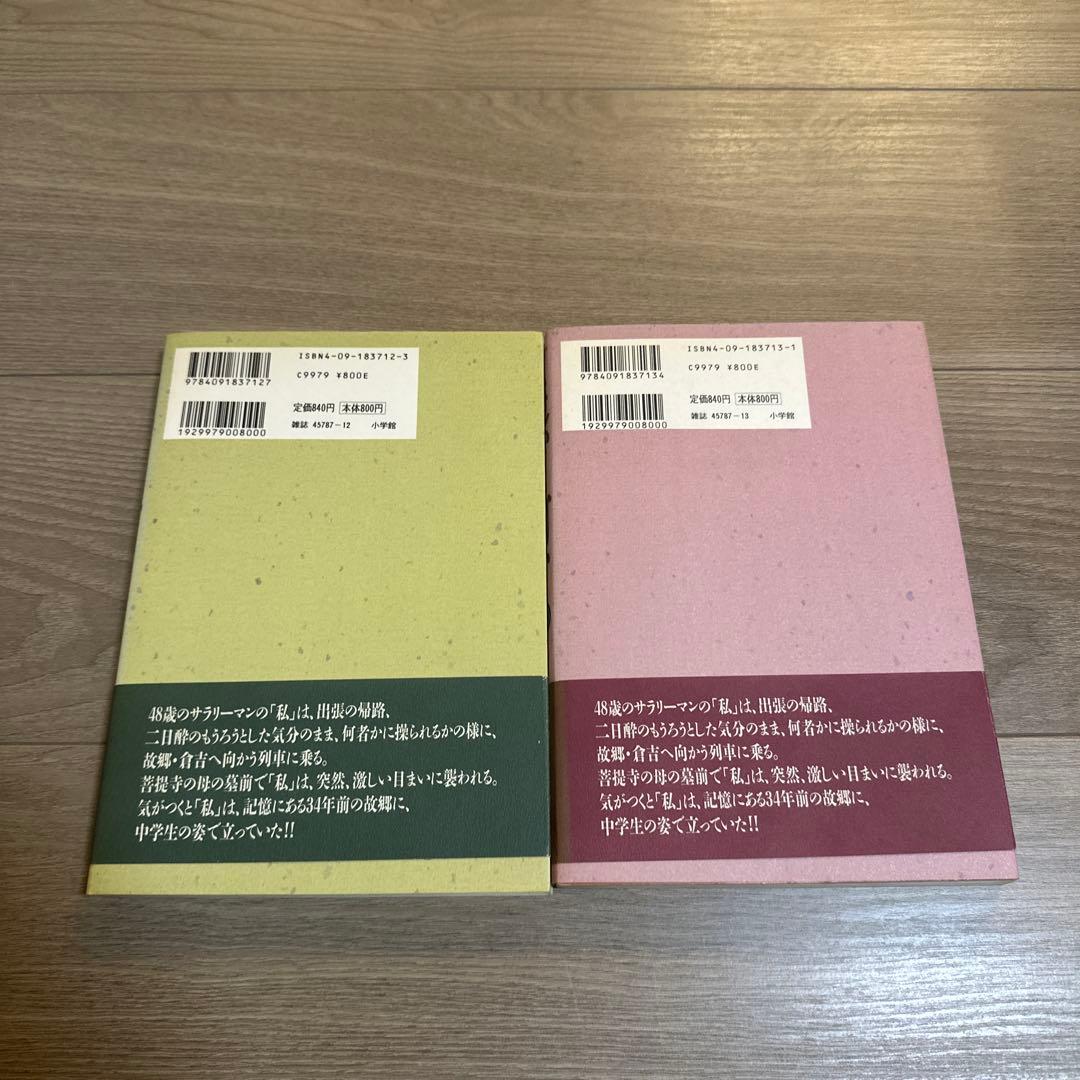 ISBN4-09-183712-3
C9979 ¥800E
9784091837127
定価840円 本体800円
雑誌 45787-12 小学館
1929979008000
48歳のサラリーマンの「私」は、出張の帰路、
二日酔のもうろうとした気分のまま、何者かに操られるかの様に、
故郷・倉吉へ向かう列車に乗る。
菩提寺の母の墓前で「私」は、突然、激しい目まいに襲われる。
気がつくと「私」は、記憶にある34年前の故郷に、
中学生の姿で立っていた!!
ISBN4-09-183713-1
C9979 ¥800E
9784091837134
定価840円 本体800円
雑誌 45787-13 小学館
1929979008000
48歳のサラリーマンの「私」は、出張の帰路、
二日酔のもうろうとした気分のまま、何者かに操られるかの様に、
故郷・倉吉へ向かう列車に乗る。
菩提寺の母の墓前で「私」は、突然、激しい目まいに襲われる。
気がつくと「私」は、記憶にある34年前の故郷に、
中学生の姿で立っていた!!